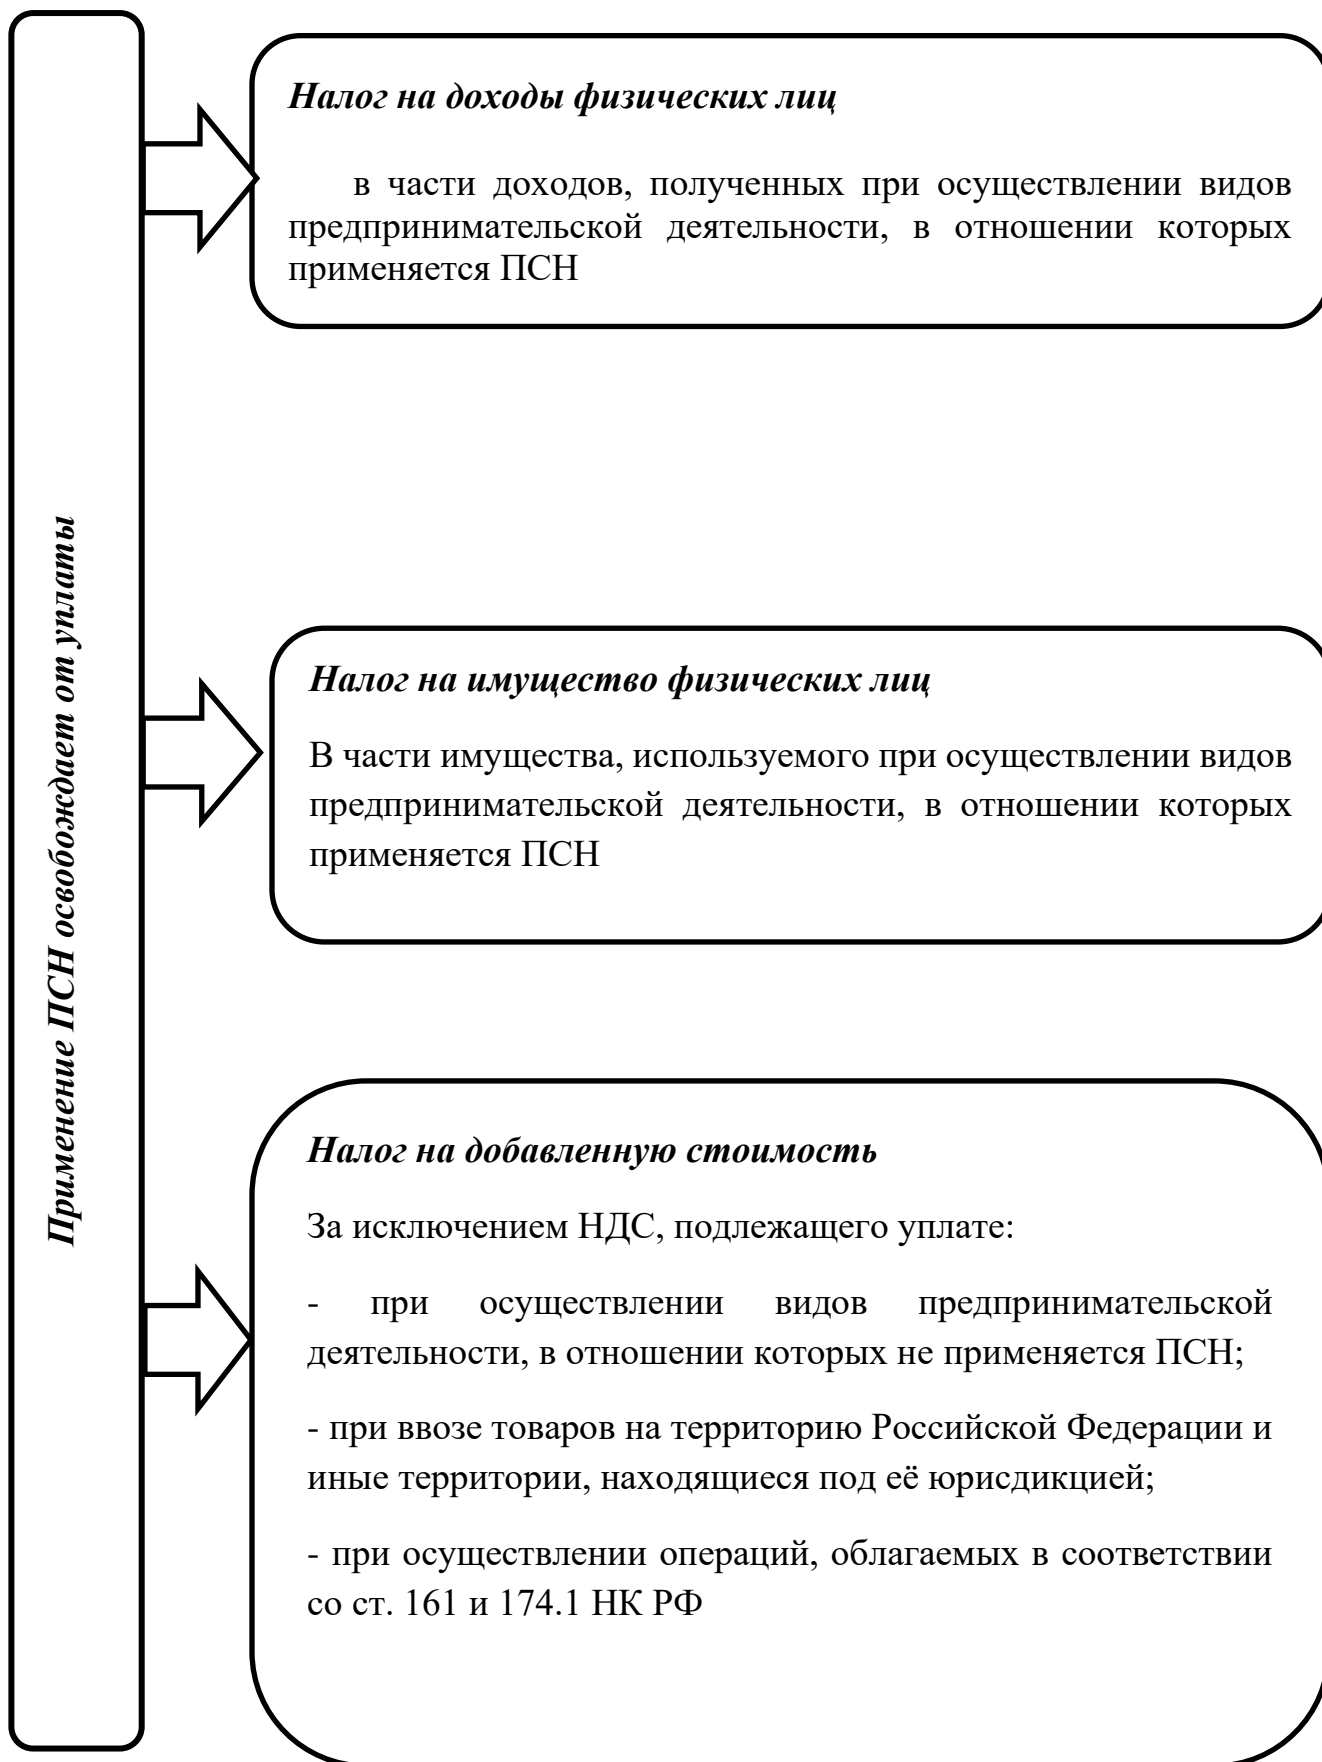 Применение ПСН освобождает от уплаты
Налог на доходы физических лиц
в части доходов, полученных при осуществлении видов
предпринимательской деятельности, в отношении которых
применяется ПСН
Налог на имущество физических лиц
В части имущества, используемого при осуществлении видов
предпринимательской деятельности, в отношении которых
применяется ПСН
Налог на добавленную стоимость
За исключением НДС, подлежащего уплате:
- при осуществлении видов предпринимательской
деятельности, в отношении которых не применяется ПСН;
- при ввозе товаров на территорию Российской Федерации и
иные территории, находящиеся под её юрисдикцией;
- при осуществлении операций, облагаемых в соответствии
со ст. 161 и 174.1 НК РФ